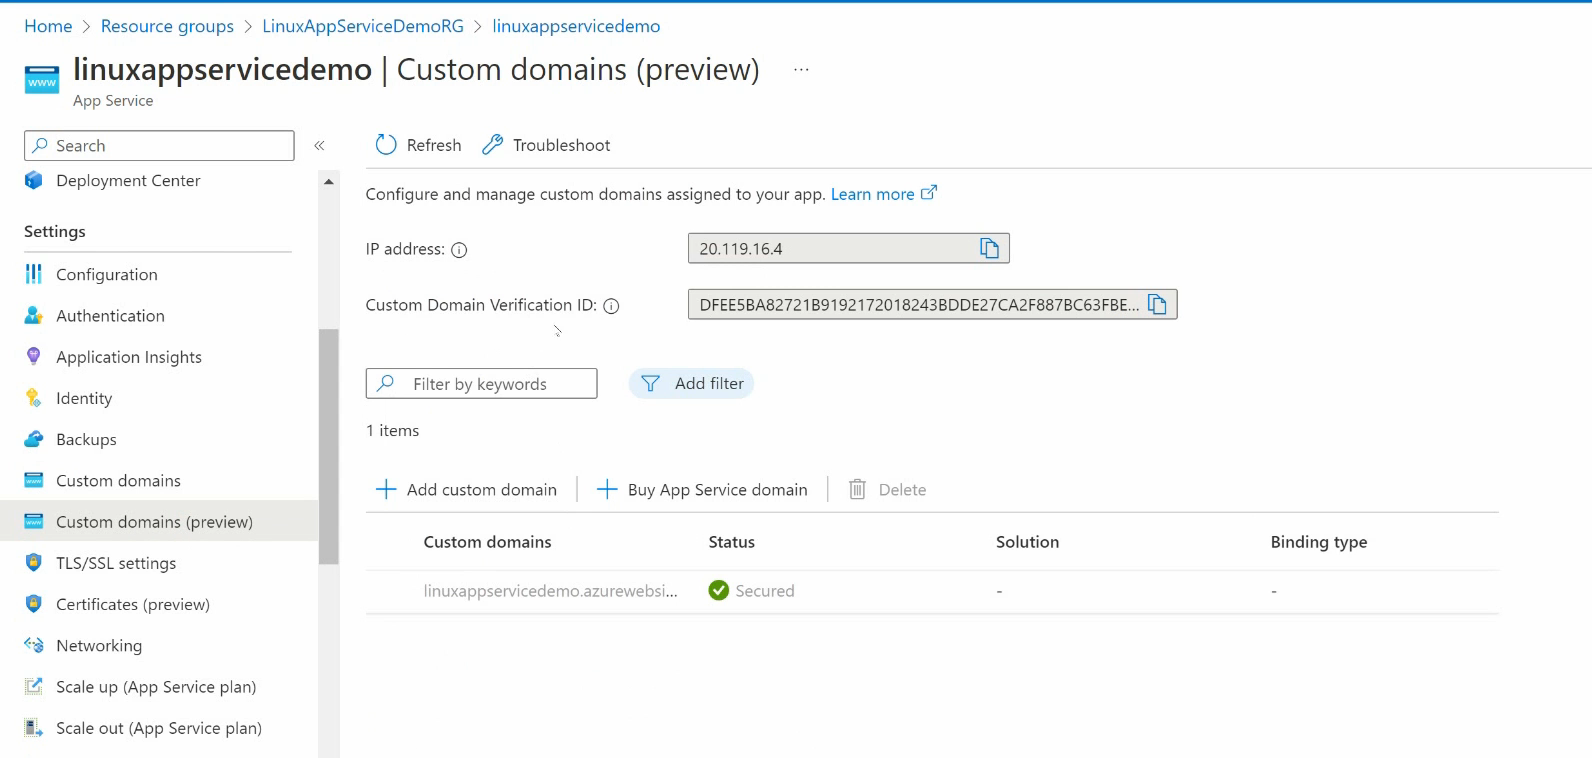 Home > Resource groups > LinuxAppServiceDemoRG > linuxappservicedemo
linuxappservicedemo | Custom domains (preview) ...
App Service
Search
«
Refresh
Troubleshoot
Deployment Center
Settings
Configuration
Authentication
Application Insights
Identity
Backups
Custom domains
Custom domains (preview)
TLS/SSL settings
Certificates (preview)
Networking
Scale up (App Service plan)
Scale out (App Service plan)
Configure and manage custom domains assigned to your app. Learn more
IP address:
20.119.16.4
Custom Domain Verification ID:
DFEE5BA82721B9192172018243BDDE27CA2F887BC63FBE...
Filter by keywords
Add filter
1 items
Add custom domain
Buy App Service domain
Delete
Custom domains Status Solution Binding type
linuxappservicedemo.azurewebsi... Secured - -